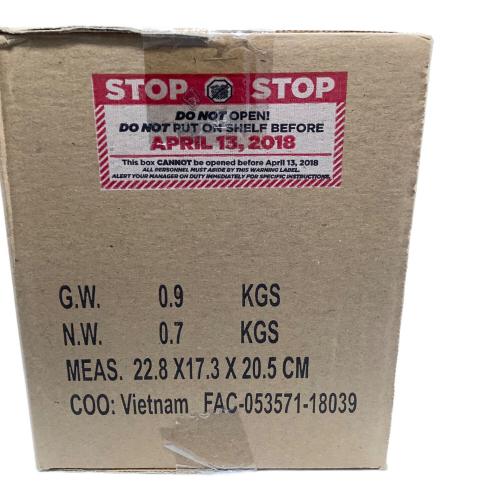 STOP STOP
DO NOT OPEN!
DO NOT PUT ON SHELF BEFORE
APRIL 13, 2018
This box CANNOT be opened before April 13, 2018
ALL PERSONNEL MUST ABIDE BY THIS WARNING LABEL.
ALERT YOUR MANAGER ON DUTY IMMEDIATELY FOR SPECIFIC INSTRUCTIONS.
G.W. 0.9 KGS
N.W. 0.7 KGS
MEAS. 22.8 X17.3 X 20.5 CM
COO: Vietnam FAC-053571-18039